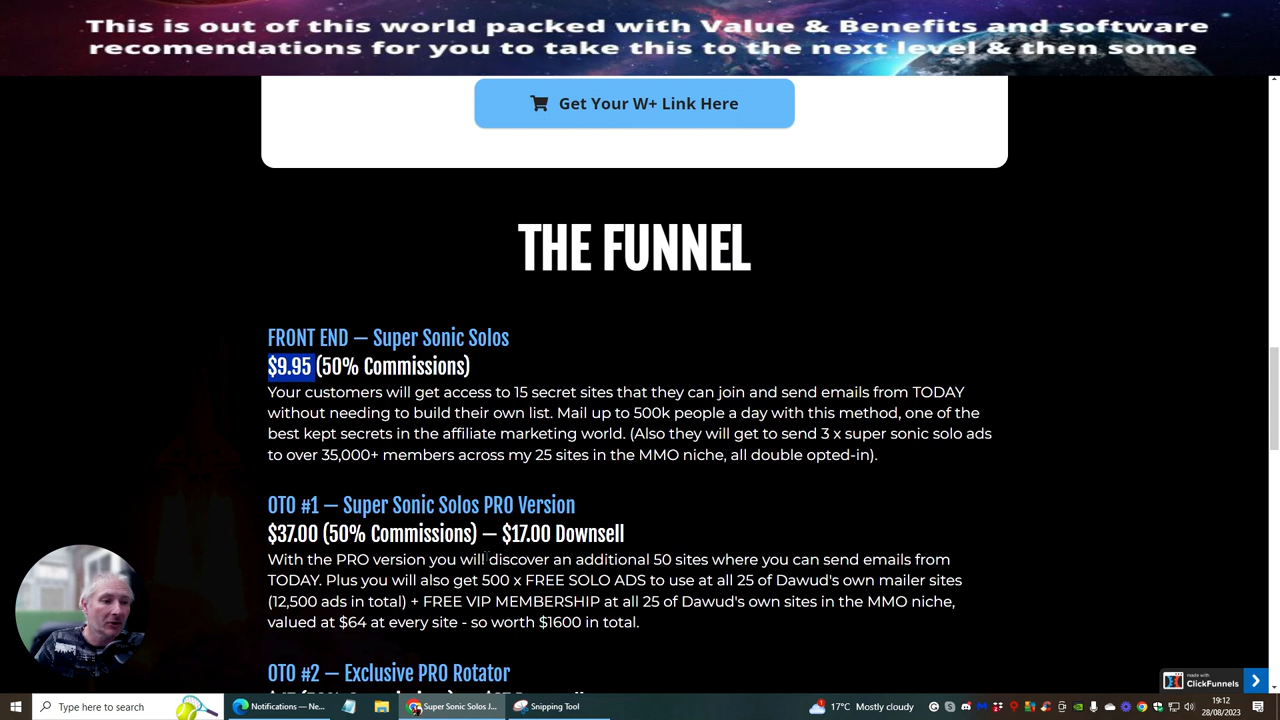 This is out of this world packed with Value & Benefits and software
recomendations for you to take this to the next level & then some
Get Your W+ Link Here
THE FUNNEL
FRONT END — Super Sonic Solos
$9.95 (50% Commissions)
Your customers will get access to 15 secret sites that they can join and send emails from TODAY
without needing to build their own list. Mail up to 500k people a day with this method, one of the
best kept secrets in the affiliate marketing world. (Also they will get to send 3 x super sonic solo ads
to over 35,000+ members across my 25 sites in the MMO niche, all double opted-in).
OTO #1 — Super Sonic Solos PRO Version
$37.00 (50% Commissions) — $17.00 Downsell
With the PRO version you will discover an additional 50 sites where you can send emails from
TODAY. Plus you will also get 500 x FREE SOLO ADS to use at all 25 of Dawud's own mailer sites
(12,500 ads in total) + FREE VIP MEMBERSHIP at all 25 of Dawud's own sites in the MMO niche,
valued at $64 at every site - so worth $1600 in total.
OTO #2 — Exclusive PRO Rotator
made with
ClickFunnels
Type here to search
Notifications — Ne...
Super Sonic Solos J...
Snipping Tool
17°C Mostly cloudy
19:12
28/08/2023